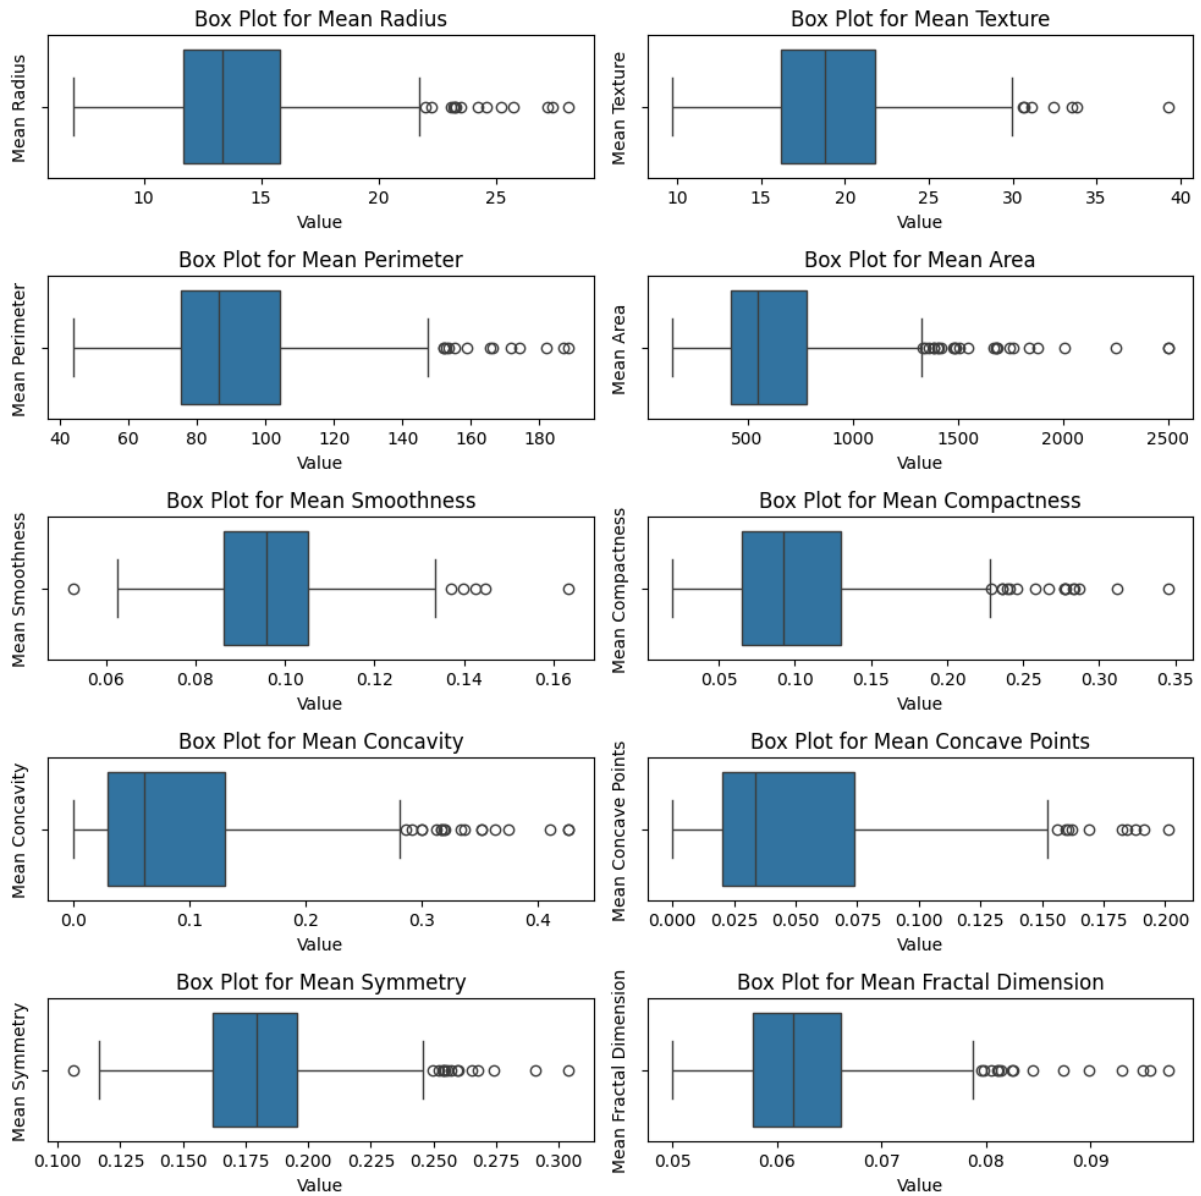 Box Plot for Mean Radius
Mean Radius
10 15 20 25
Value
Box Plot for Mean Texture
Mean Texture
10 15 20 25 30 35 40
Value
Box Plot for Mean Perimeter
Mean Perimeter
40 60 80 100 120 140 160 180
Value
Box Plot for Mean Area
Mean Area
500 1000 1500 2000 2500
Value
Box Plot for Mean Smoothness
Mean Smoothness
0.06 0.08 0.10 0.12 0.14 0.16
Value
Box Plot for Mean Compactness
Mean Compactness
0.05 0.10 0.15 0.20 0.25 0.30 0.35
Value
Box Plot for Mean Concavity
Mean Concavity
0.0 0.1 0.2 0.3 0.4
Value
Box Plot for Mean Concave Points
Mean Concave Points
0.000 0.025 0.050 0.075 0.100 0.125 0.150 0.175 0.200
Value
Box Plot for Mean Symmetry
Mean Symmetry
0.100 0.125 0.150 0.175 0.200 0.225 0.250 0.275 0.300
Value
Box Plot for Mean Fractal Dimension
Mean Fractal Dimension
0.05 0.06 0.07 0.08 0.09
Value